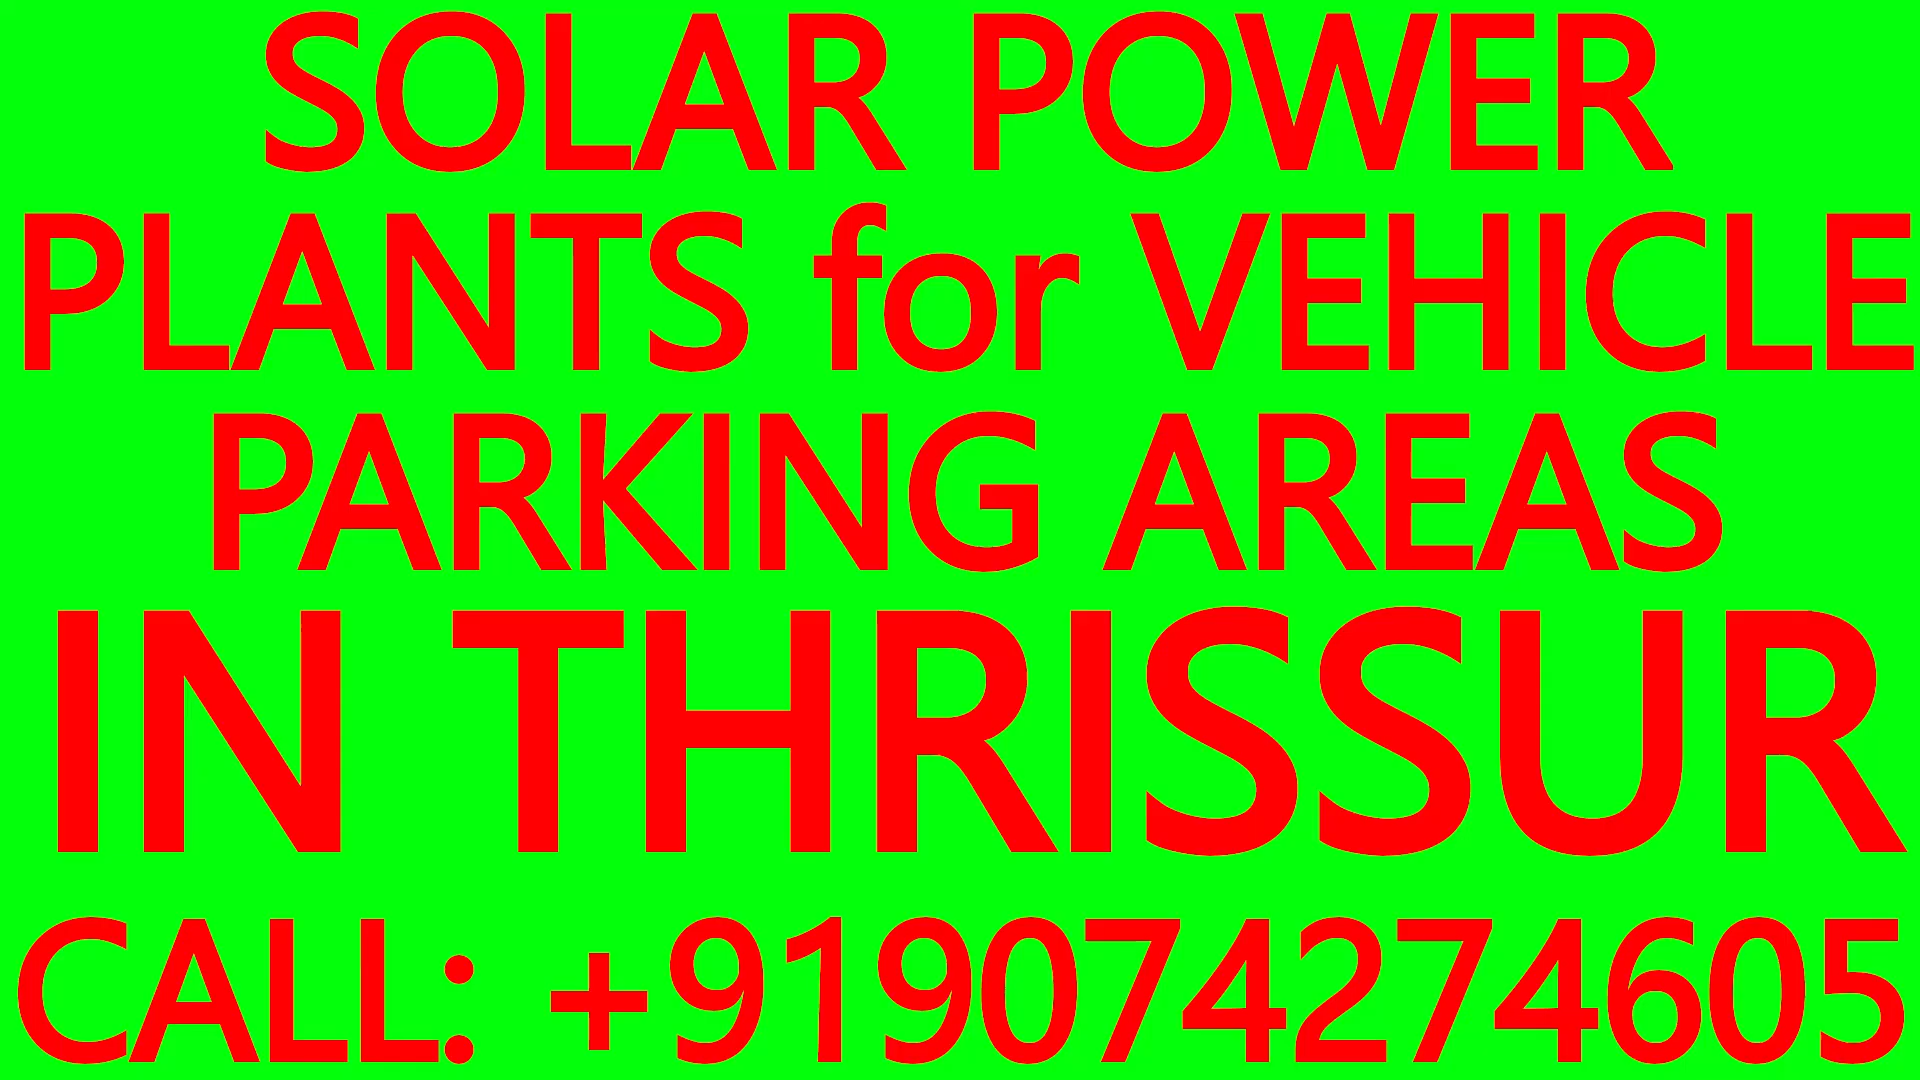 SOLAR POWER
PLANTS for VEHICLE
PARKING AREAS
IN THRISSUR
CALL: +919074274605